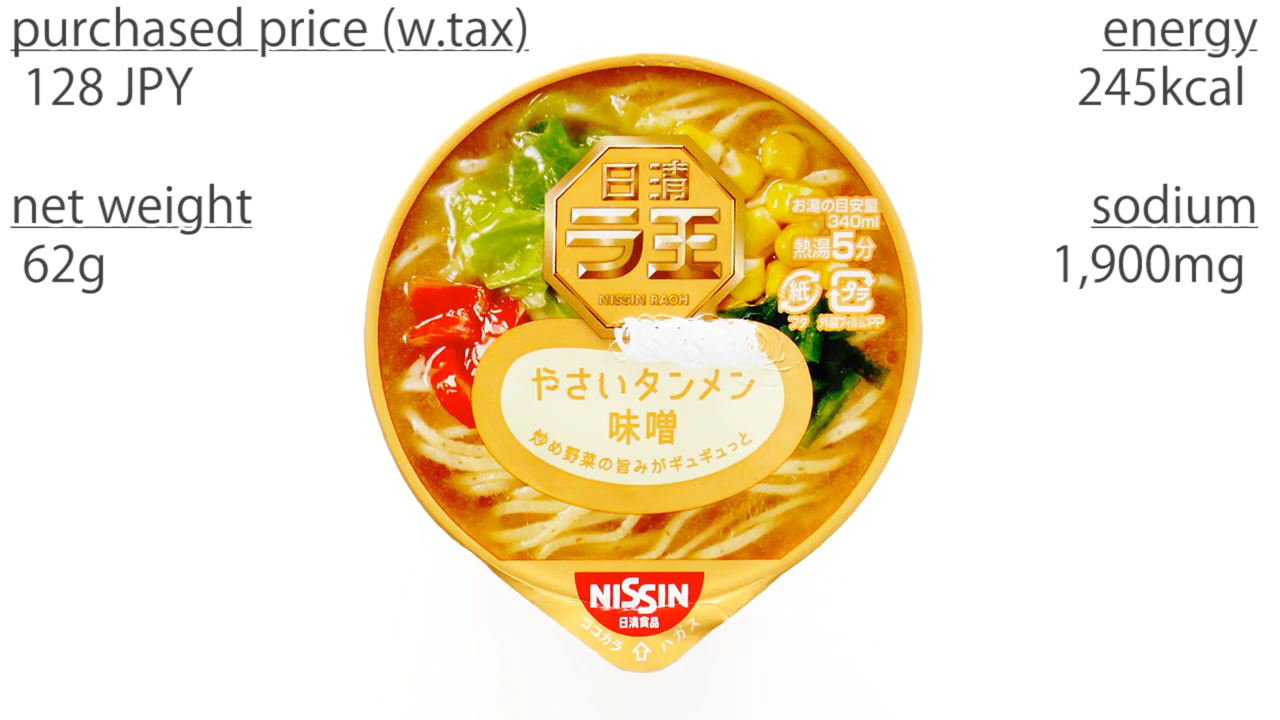 purchased price (w.tax)
128 JPY
net weight
62g
energy
245kcal
sodium
1,900mg
日清
ラ王
NISSIN RAOH
お湯の目安量
340ml
熱湯5分
紙
プラ
フタ
外装フィルム:PP
やさいタンメン
味噌
炒め野菜の旨みがギュギュっと
NISSIN
日清食品
ココカラ⇧ハガス